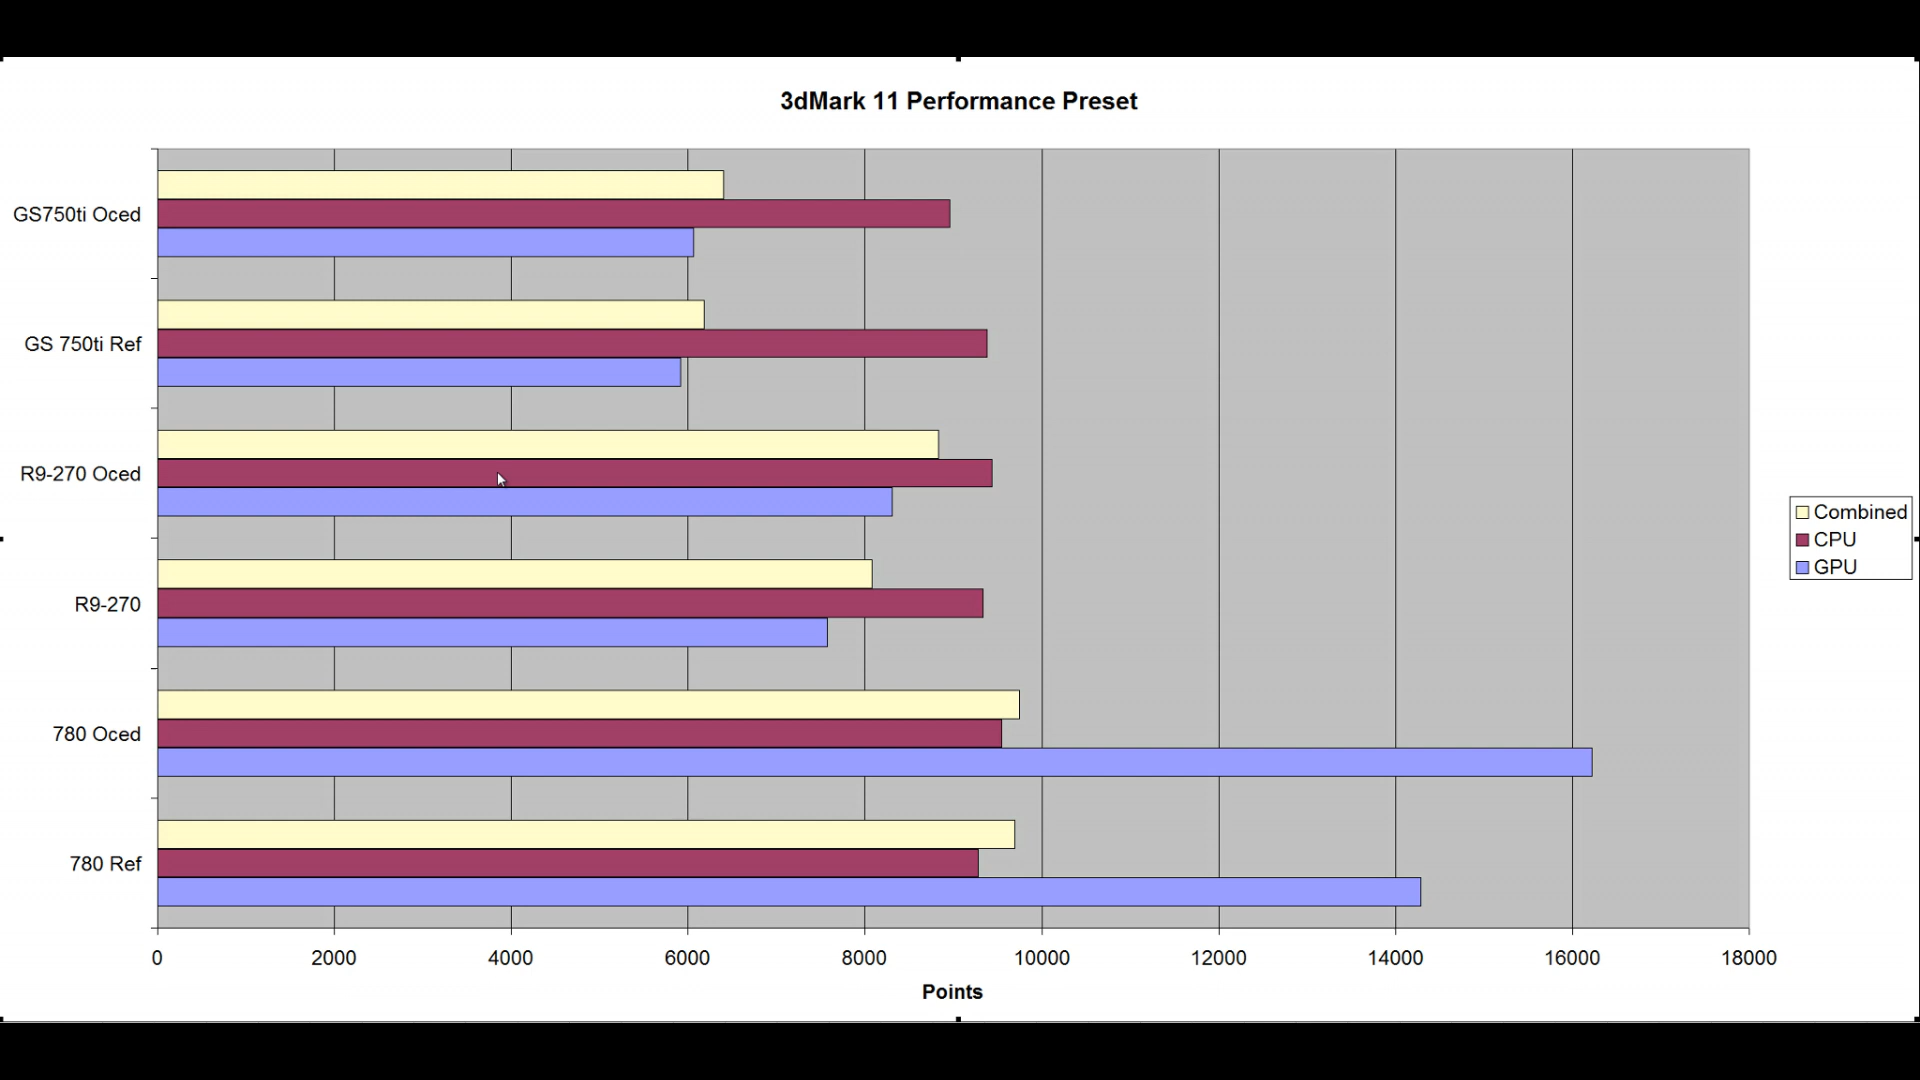 3dMark 11 Performance Preset
GS750ti Oced
GS 750ti Ref
R9-270 Oced
R9-270
780 Oced
780 Ref
Combined
CPU
GPU
0 2000 4000 6000 8000 10000 12000 14000 16000 18000
Points